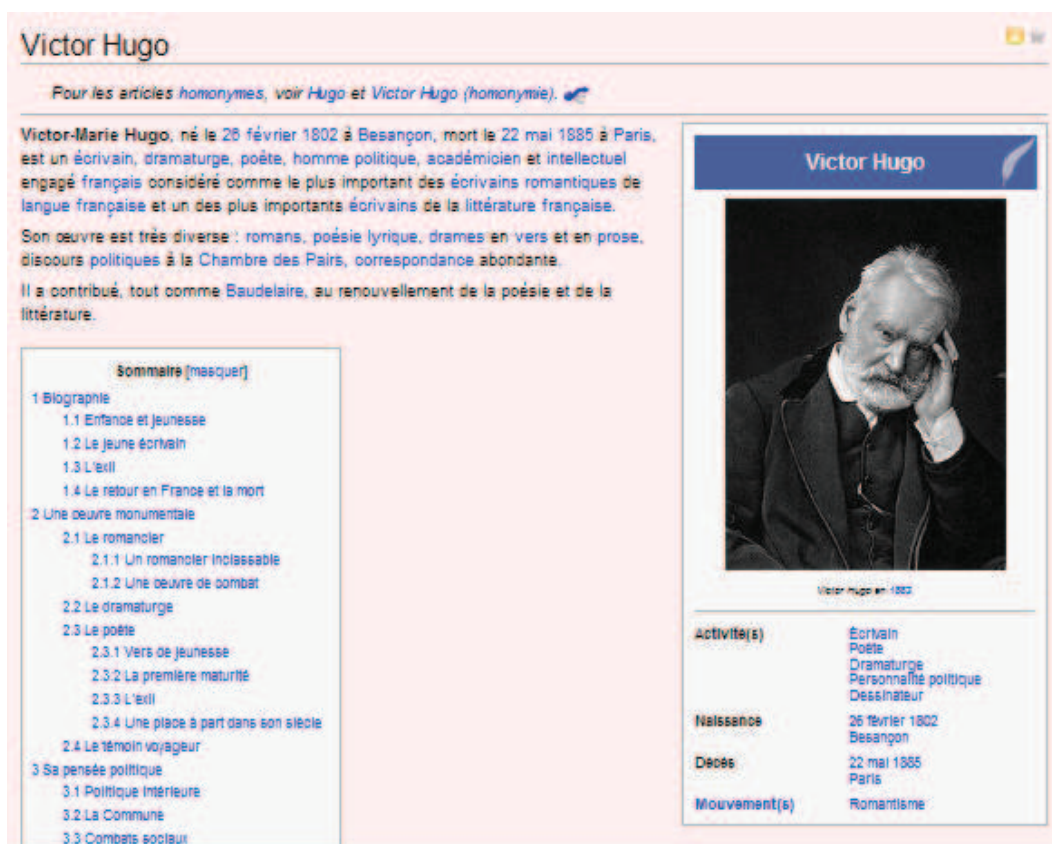 Victor Hugo
Pour les articles homonymes, voir Hugo et Victor Hugo (homonymie).
Victor-Marie Hugo, né le 26 février 1802 à Besançon, mort le 22 mai 1885 à Paris,
est un écrivain, dramaturge, poète, homme politique, académicien et intellectuel
engagé français considéré comme le plus important des écrivains romantiques de
langue française et un des plus importants écrivains de la littérature française.
Son œuvre est très diverse : romans, poésie lyrique, drames en vers et en prose,
discours politiques à la Chambre des Pairs, correspondance abondante.
Il a contribué, tout comme Baudelaire, au renouvellement de la poésie et de la
littérature.
Sommaire [masquer]
1 Biographie
1.1 Enfance et jeunesse
1.2 Le jeune écrivain
1.3 L'exil
1.4 Le retour en France et la mort
2 Une œuvre monumentale
2.1 Le romancier
2.1.1 Un romancier inclassable
2.1.2 Une œuvre de combat
2.2 Le dramaturge
2.3 Le poète
2.3.1 Vers de jeunesse
2.3.2 La première maturité
2.3.3 L'exil
2.3.4 Une place à part dans son siècle
2.4 Le témoin voyageur
3 Sa pensée politique
3.1 Politique intérieure
3.2 La Commune
3.3 Combats sociaux
Victor Hugo
Victor Hugo en
Activité(s) Écrivain
Poète
Dramaturge
Personnalité politique
Dessinateur
Naissance 26 février 1802
Besançon
Décès 22 mai 1885
Paris
Mouvement(s) Romantisme